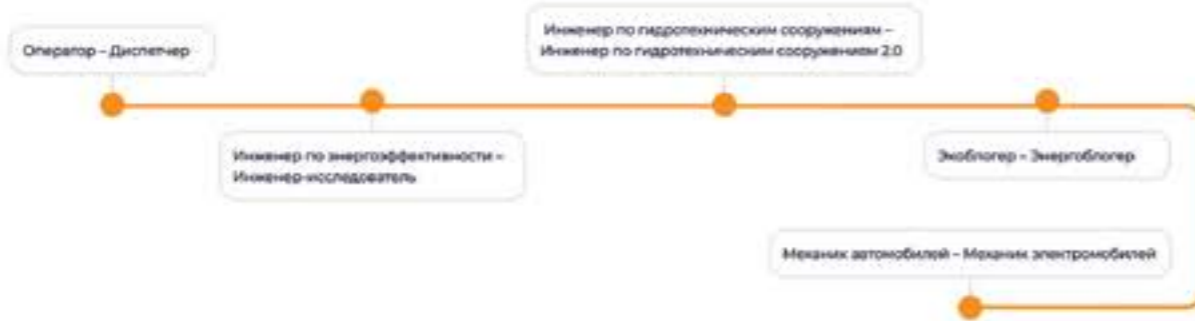 Оператор – Диспетчер
Инженер по гидротехническим сооружениям –
Инженер по гидротехническим сооружениям 2.0
Инженер по энергоэффективности –
Инженер-исследователь
Экоблогер – Энергоблогер
Механик автомобилей – Механик электромобилей